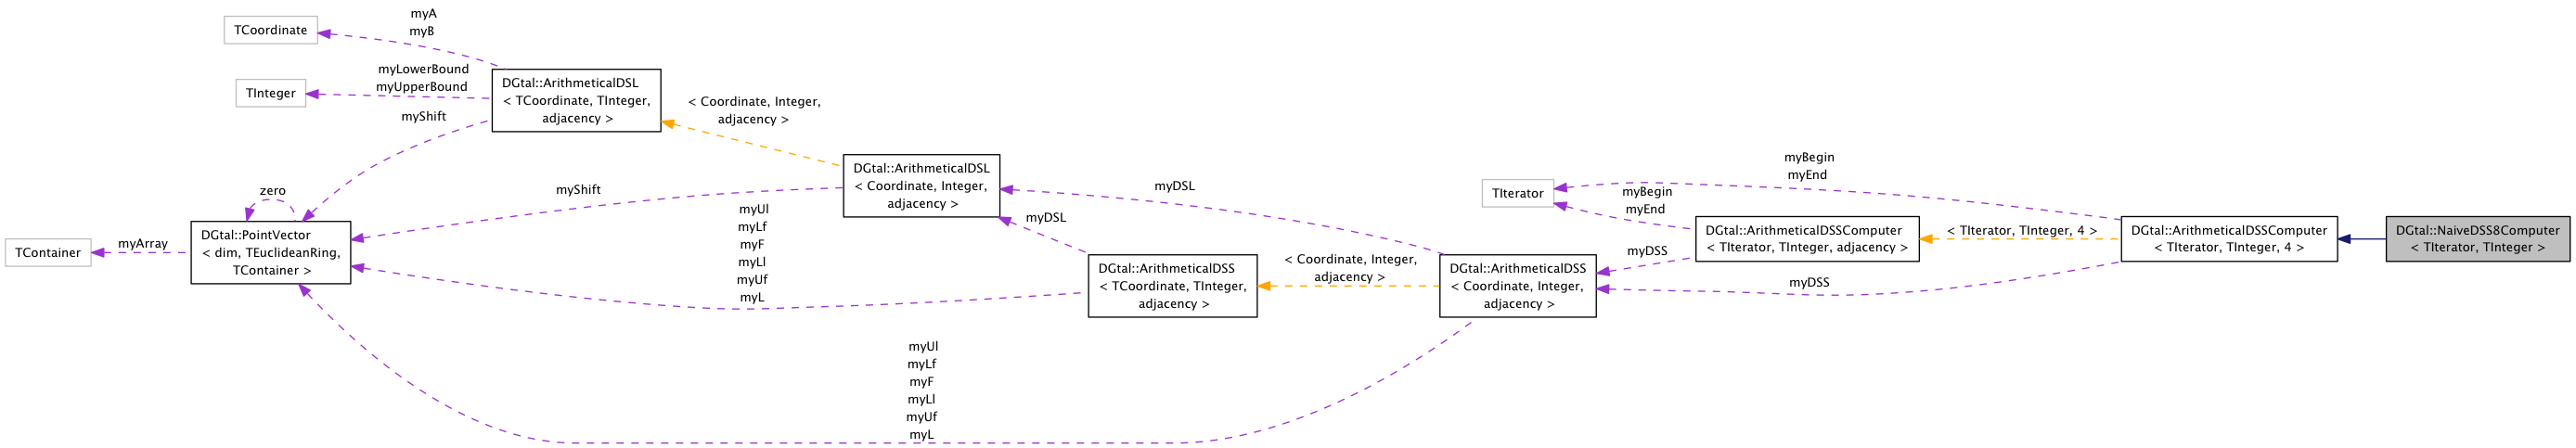 myA
myB
TCoordinate
myLowerBound
myUpperBound
TInteger
DGtal::ArithmeticalDSL
< TCoordinate, TInteger,
adjacency >
myShift
< Coordinate, Integer,
adjacency >
DGtal::ArithmeticalDSL
< Coordinate, Integer,
adjacency >
zero
myShift
DGtal::PointVector
< dim, TEuclideanRing,
TContainer >
myArray
TContainer
myUl
myLf
myF
myLl
myUf
myL
myDSL
myDSL
DGtal::ArithmeticalDSS
< TCoordinate, TInteger,
adjacency >
< Coordinate, Integer,
adjacency >
DGtal::ArithmeticalDSS
< Coordinate, Integer,
adjacency >
myUl
myLf
myF
myLl
myUf
myL
TIterator
myBegin
myEnd
myBegin
myEnd
myDSS
DGtal::ArithmeticalDSSComputer
< TIterator, TInteger, adjacency >
< TIterator, TInteger, 4 >
myDSS
DGtal::ArithmeticalDSSComputer
< TIterator, TInteger, 4 >
DGtal::NaiveDSS8Computer
< TIterator, TInteger >